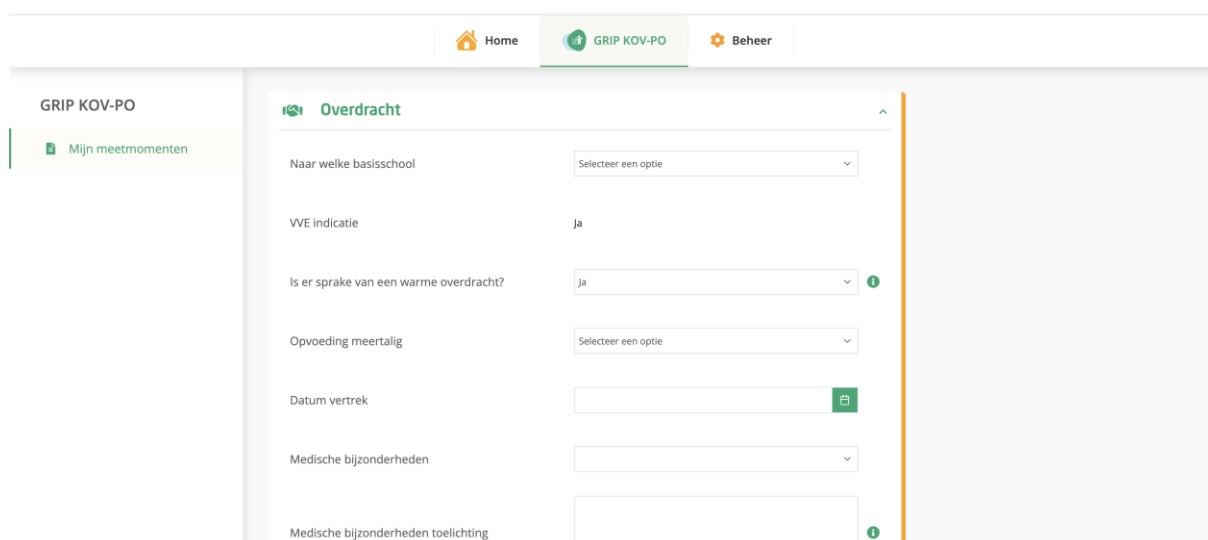 Home
GRIP KOV-PO
Beheer
GRIP KOV-PO
Mijn meetmomenten
Overdracht
Naar welke basisschool
Selecteer een optie
VVE indicatie
Ja
Is er sprake van een warme overdracht?
Ja
Opvoeding meertalig
Selecteer een optie
Datum vertrek
Medische bijzonderheden
Medische bijzonderheden toelichting